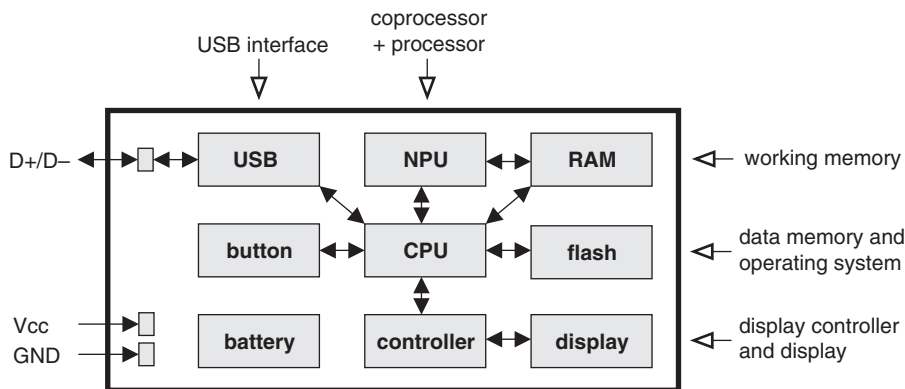 coprocessor
+ processor
USB interface
D+/D–
USB
NPU
RAM
working memory
button
CPU
flash
data memory and
operating system
Vcc
GND
battery
controller
display
display controller
and display